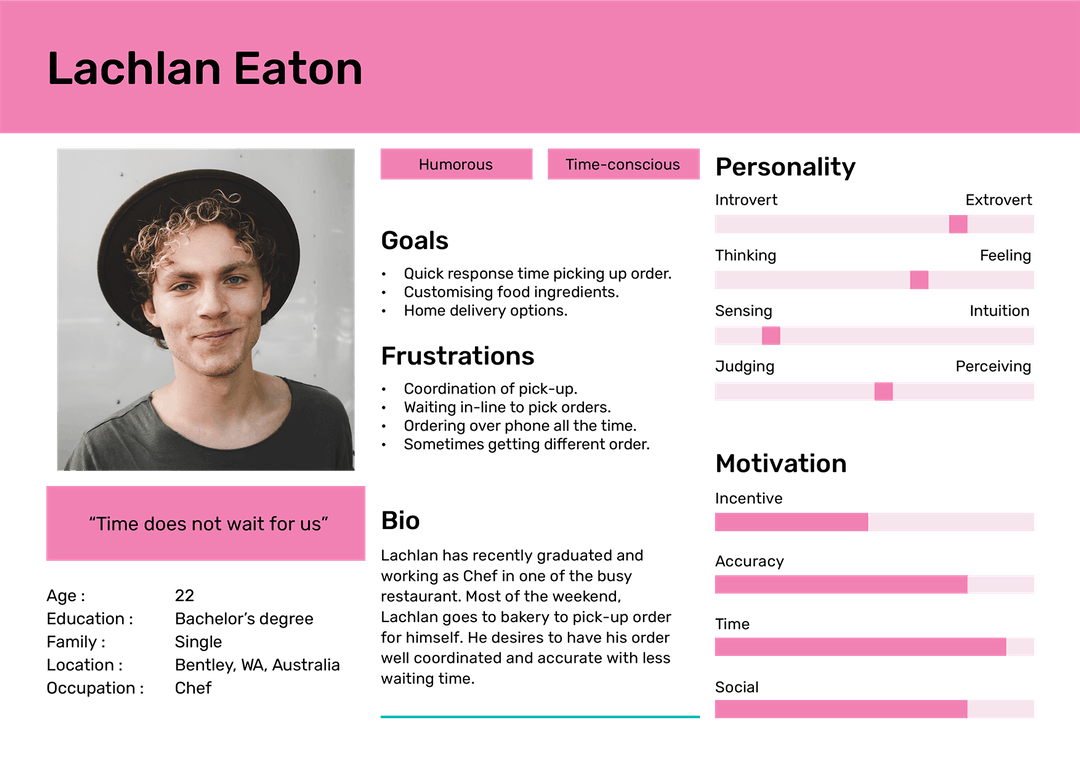 Lachlan Eaton
“Time does not wait for us”
Age : 22
Education : Bachelor’s degree
Family : Single
Location : Bentley, WA, Australia
Occupation : Chef
Humorous
Time-conscious
Goals
• Quick response time picking up order.
• Customising food ingredients.
• Home delivery options.
Frustrations
• Coordination of pick-up.
• Waiting in-line to pick orders.
• Ordering over phone all the time.
• Sometimes getting different order.
Bio
Lachlan has recently graduated and
working as Chef in one of the busy
restaurant. Most of the weekend,
Lachlan goes to bakery to pick-up order
for himself. He desires to have his order
well coordinated and accurate with less
waiting time.
Personality
Introvert Extrovert
Thinking Feeling
Sensing Intuition
Judging Perceiving
Motivation
Incentive
Accuracy
Time
Social